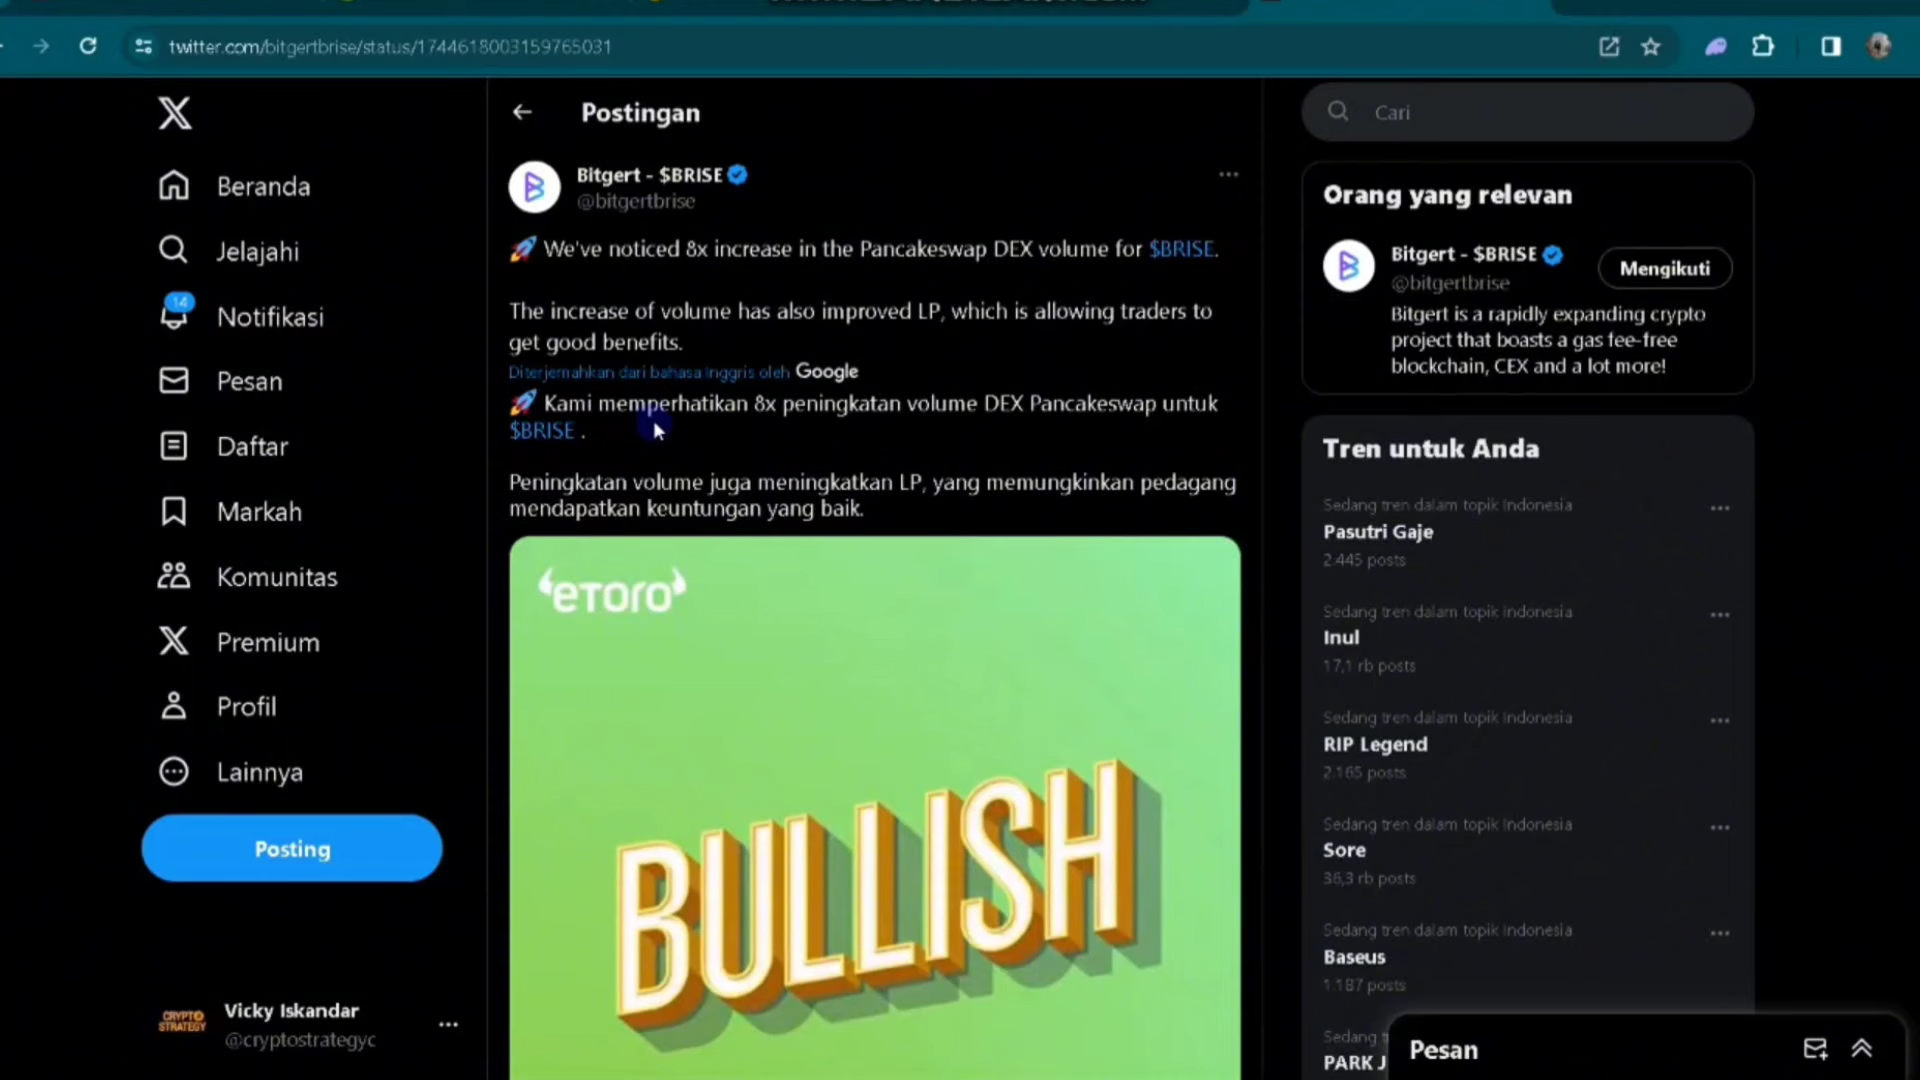 twitter.com/bitgertbrise/status/1744618003159765031
Postingan
Cari
Beranda
Jelajahi
14
Notifikasi
Pesan
Daftar
Markah
Komunitas
Premium
Profil
Lainnya
Posting
Vicky Iskandar
@cryptostrategyc
CRYPTO
STRATEGY
Bitgert - $BRISE
@bitgertbrise
We've noticed 8x increase in the Pancakeswap DEX volume for $BRISE.
The increase of volume has also improved LP, which is allowing traders to
get good benefits.
Diterjemahkan dari bahasa Inggris oleh Google
Kami memperhatikan 8x peningkatan volume DEX Pancakeswap untuk
$BRISE .
Peningkatan volume juga meningkatkan LP, yang memungkinkan pedagang
mendapatkan keuntungan yang baik.
eToro
BULLISH
Orang yang relevan
Bitgert - $BRISE
@bitgertbrise
Mengikuti
Bitgert is a rapidly expanding crypto
project that boasts a gas fee-free
blockchain, CEX and a lot more!
Tren untuk Anda
Sedang tren dalam topik Indonesia
Pasutri Gaje
2.445 posts
Sedang tren dalam topik Indonesia
Inul
17,1 rb posts
Sedang tren dalam topik Indonesia
RIP Legend
2.165 posts
Sedang tren dalam topik Indonesia
Sore
36,3 rb posts
Sedang tren dalam topik Indonesia
Baseus
1.187 posts
Sedang
PARK J
Pesan